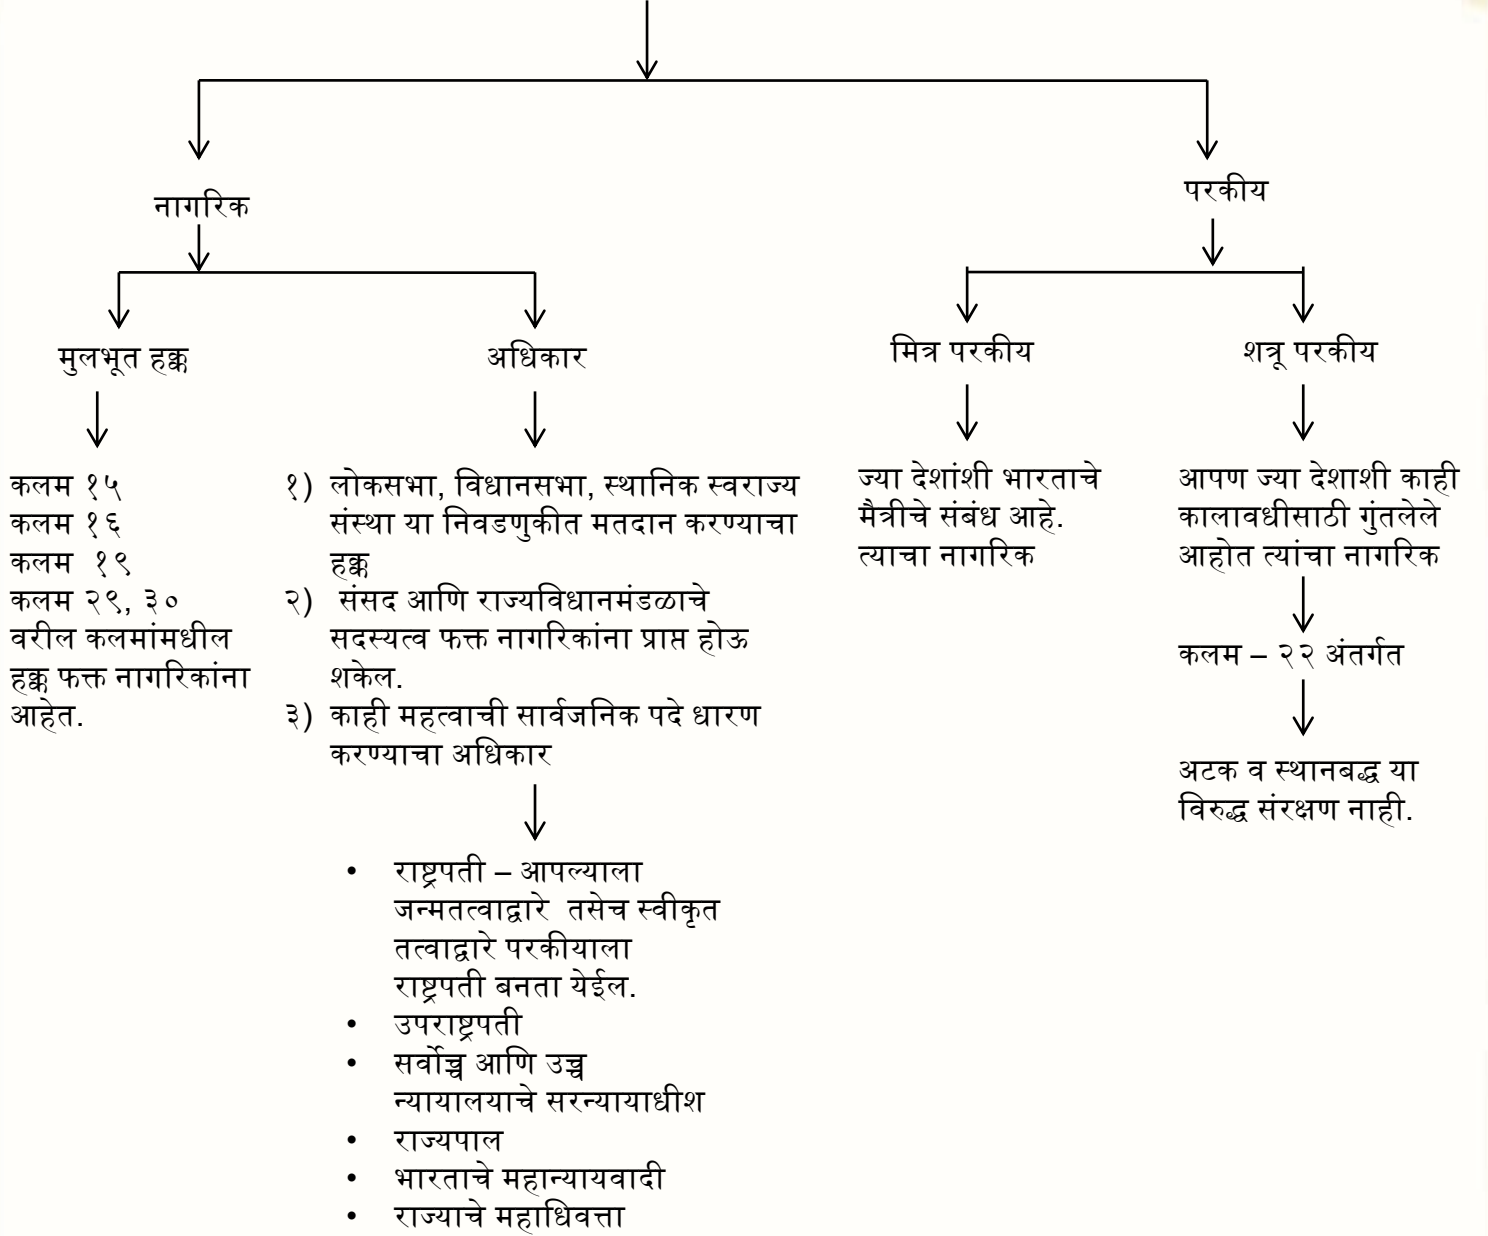 नागरिक
परकीय
मुलभूत हक्क
अधिकार
मित्र परकीय
शत्रू परकीय
कलम १५
कलम १६
कलम १९
कलम २९, ३०
वरील कलमांमधील
हक्क फक्त नागरिकांना
आहेत.
१) लोकसभा, विधानसभा, स्थानिक स्वराज्य
संस्था या निवडणुकीत मतदान करण्याचा
हक्क
२) संसद आणि राज्यविधानमंडळाचे
सदस्यत्व फक्त नागरिकांना प्राप्त होऊ
शकेल.
३) काही महत्वाची सार्वजनिक पदे धारण
करण्याचा अधिकार
• राष्ट्रपती – आपल्याला
जन्मतत्वाद्वारे तसेच स्वीकृत
तत्वाद्वारे परकीयाला
राष्ट्रपती बनता येईल.
• उपराष्ट्रपती
• सर्वोच्च आणि उच्च
न्यायालयाचे सरन्यायाधीश
• राज्यपाल
• भारताचे महान्यायवादी
• राज्याचे महाधिवत्ता
ज्या देशांशी भारताचे
मैत्रीचे संबंध आहे.
त्याचा नागरिक
आपण ज्या देशाशी काही
कालावधीसाठी गुंतलेले
आहोत त्यांचा नागरिक
कलम – २२ अंतर्गत
अटक व स्थानबद्ध या
विरुद्ध संरक्षण नाही.